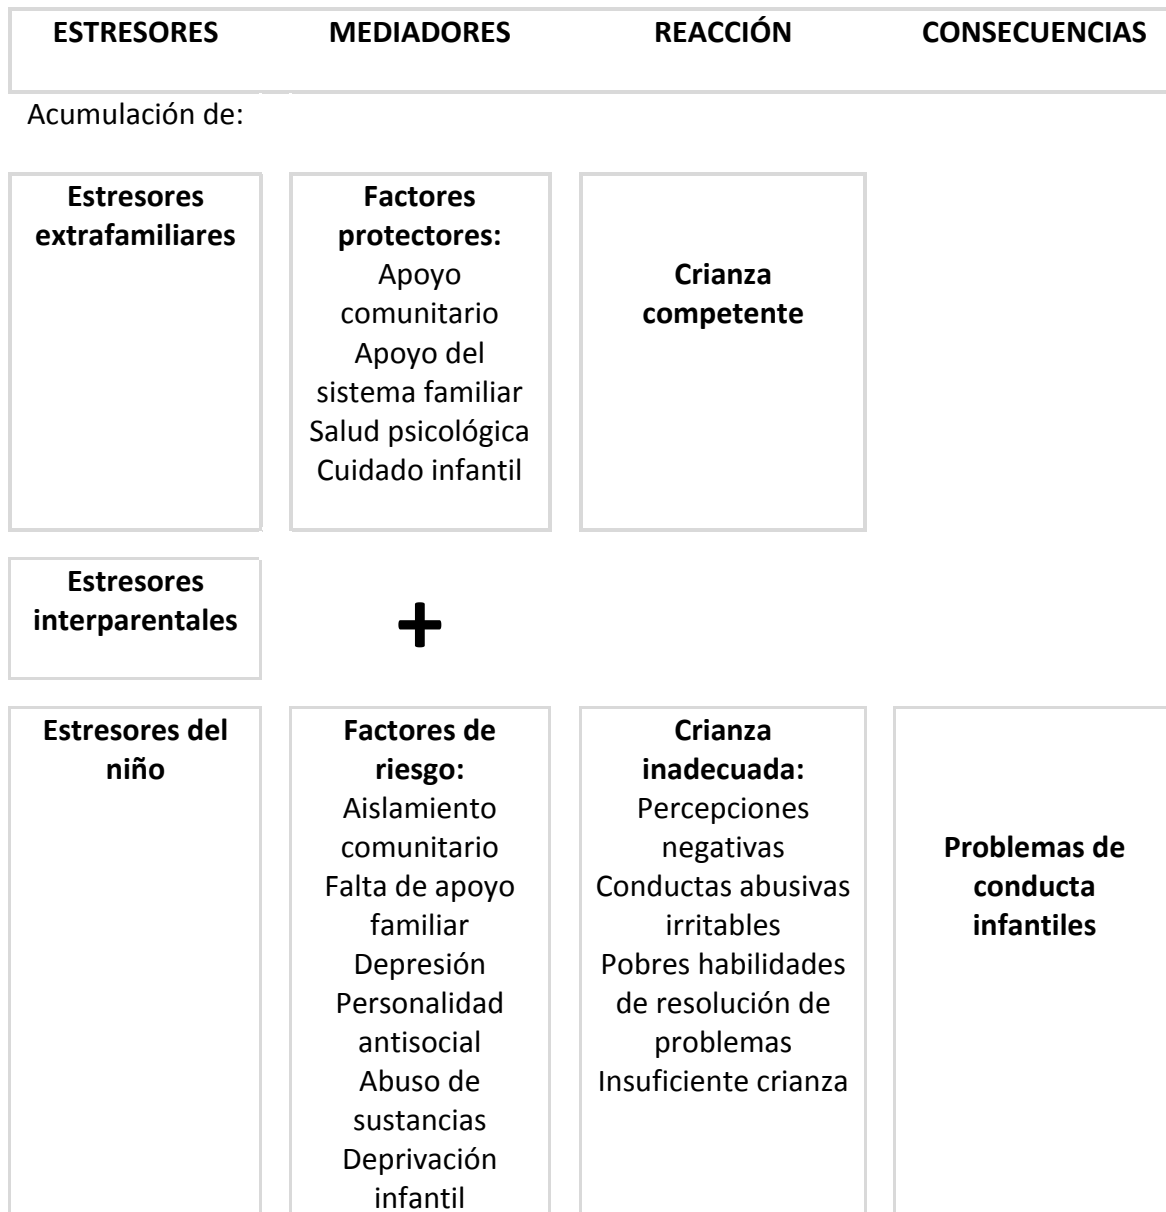 ESTRESORES MEDIADORES REACCIÓN CONSECUENCIAS
Acumulación de:
Estresores
extrafamiliares
Factores
protectores:
Apoyo
comunitario
Apoyo del
sistema familiar
Salud psicológica
Cuidado infantil
Crianza
competente
Estresores
interparentales
+
Estresores del
niño
Factores de
riesgo:
Aislamiento
comunitario
Falta de apoyo
familiar
Depresión
Personalidad
antisocial
Abuso de
sustancias
Deprivación
infantil
Crianza
inadecuada:
Percepciones
negativas
Conductas abusivas
irritables
Pobres habilidades
de resolución de
problemas
Insuficiente crianza
Problemas de
conducta
infantiles